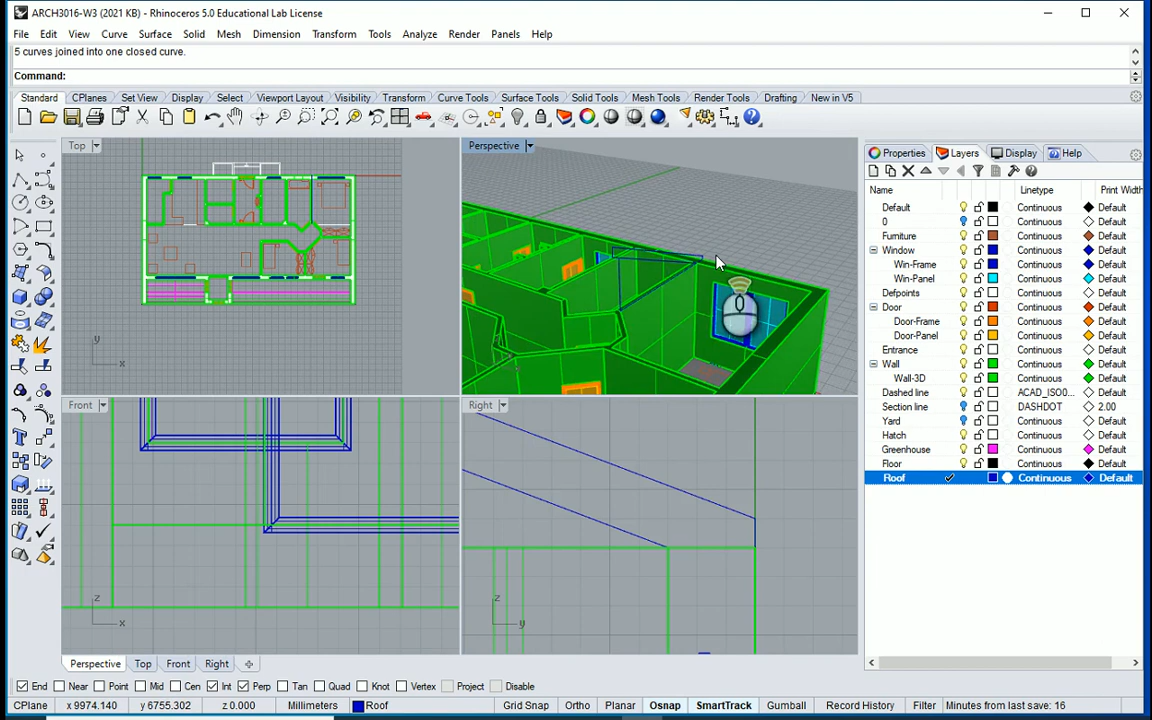 ARCH3016-W3 (2021 KB) - Rhinoceros 5.0 Educational Lab License
File Edit View Curve Surface Solid Mesh Dimension Transform Tools Analyze Render Panels Help
5 curves joined into one closed curve.
Command:
Standard CPlanes Set View Display Select Viewport Layout Visibility Transform Curve Tools Surface Tools Solid Tools Mesh Tools Render Tools Drafting New in V5
Top
Perspective
Properties Layers Display Help
Name Linetype Print Width
Default Continuous Default
0 Continuous Default
Furniture Continuous Default
Window Continuous Default
Win-Frame Continuous Default
Win-Panel Continuous Default
Defpoints Continuous Default
Door Continuous Default
Door-Frame Continuous Default
Door-Panel Continuous Default
Entrance Continuous Default
Wall Continuous Default
Wall-3D Continuous Default
Dashed line ACAD_ISO0... Default
Section line DASHDOT 2.00
Yard Continuous Default
Hatch Continuous Default
Greenhouse Continuous Default
Floor Continuous Default
Roof Continuous Default
y
x
Front
Right
z
x
z
y
Perspective Top Front Right
End Near Point Mid Cen Int Perp Tan Quad Knot Vertex Project Disable
CPlane x 9974.140 y 6755.302 z 0.000 Millimeters Roof Grid Snap Ortho Planar Osnap SmartTrack Gumball Record History Filter Minutes from last save: 16